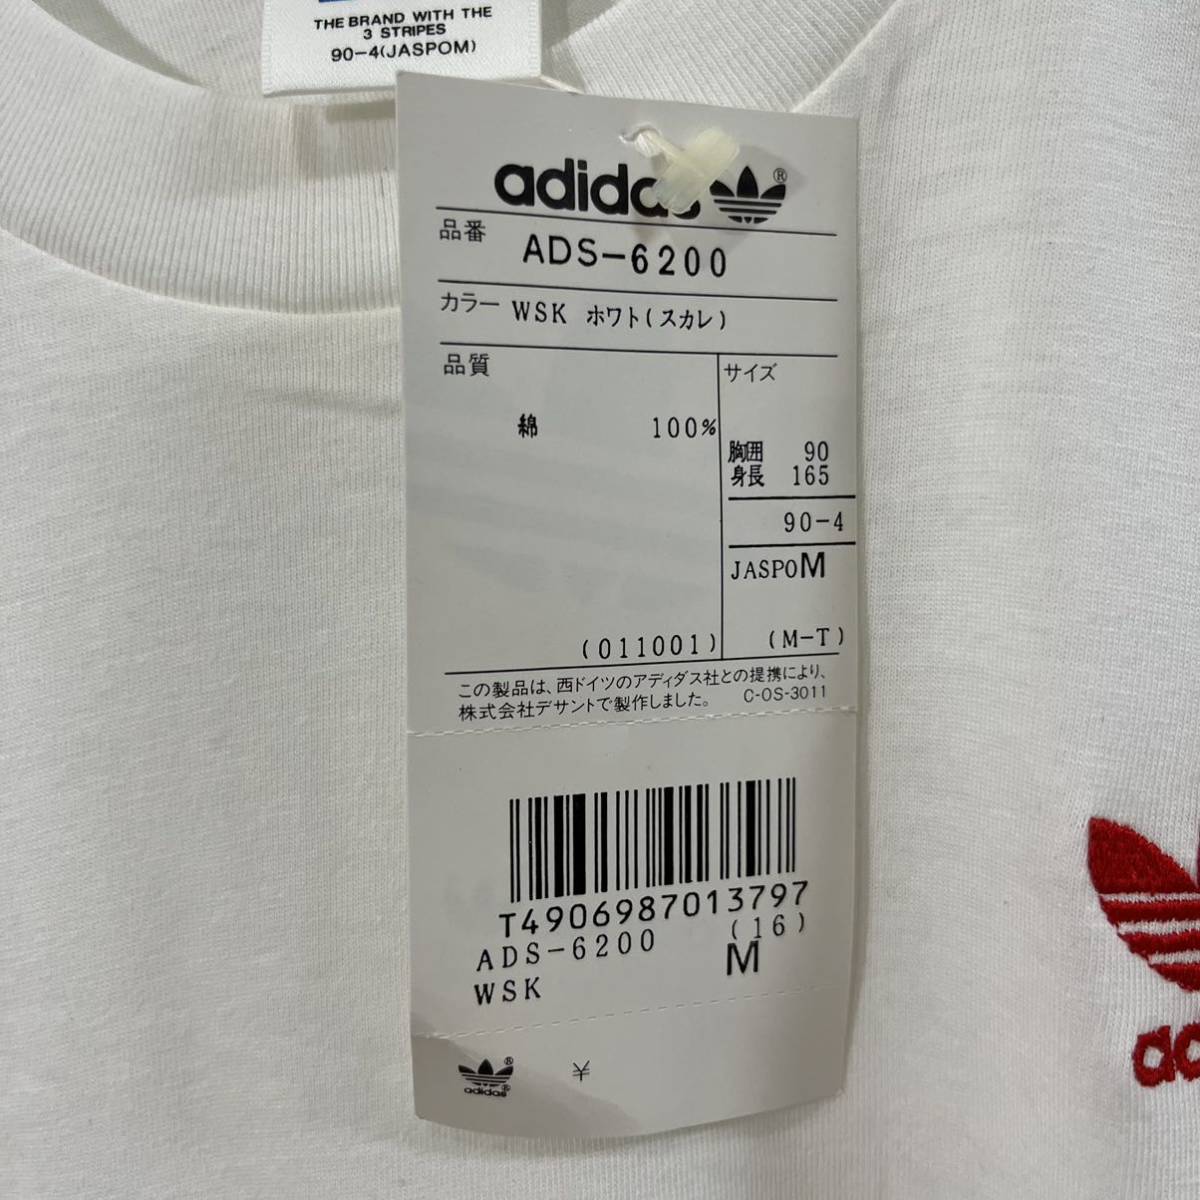 THE BRAND WITH THE
3 STRIPES
90-4(JASPOM)
adidas ®
品番 ADS-6200
カラー WSK ホワト(スカレ)
品質
綿 100%
(011001)
サイズ
胸囲 90
身長 165
90-4
JASPOM
(M-T)
この製品は、西ドイツのアディダス社との提携により、
株式会社デサントで製作しました。 C-OS-3011
T4906987013797
ADS-6200 (16)
WSK M
adidas ® ¥